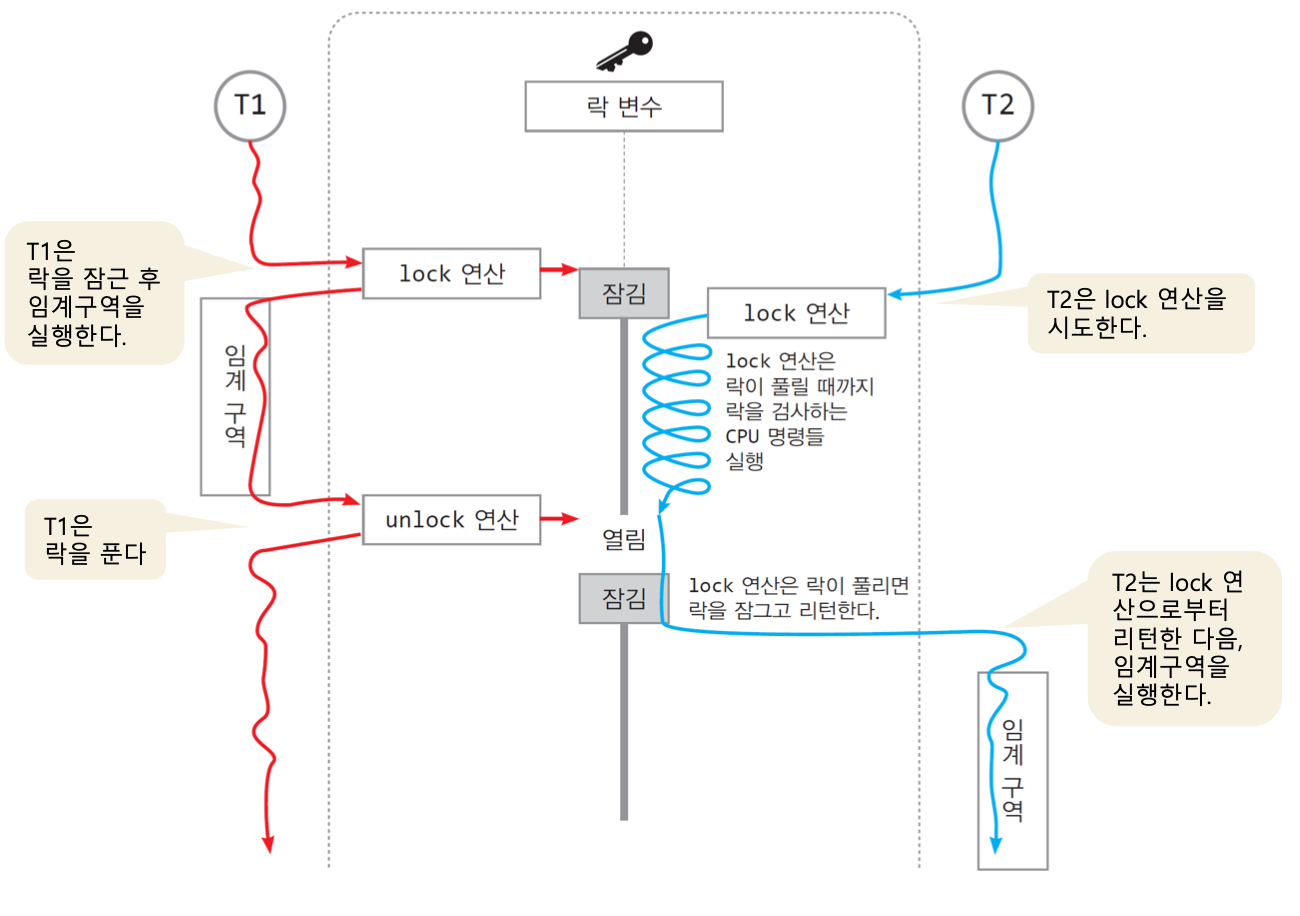 T1
락 변수
T2
T1은
락을 잠근 후
임계구역을
실행한다.
lock 연산
잠김
lock 연산
T2은 lock 연산을
시도한다.
임계 구역
lock 연산은
락이 풀릴 때까지
락을 검사하는
CPU 명령들
실행
T1은
락을 푼다
unlock 연산
열림
잠김
lock 연산은 락이 풀리면
락을 잠그고 리턴한다.
T2는 lock 연
산으로부터
리턴한 다음,
임계구역을
실행한다.
임계 구역